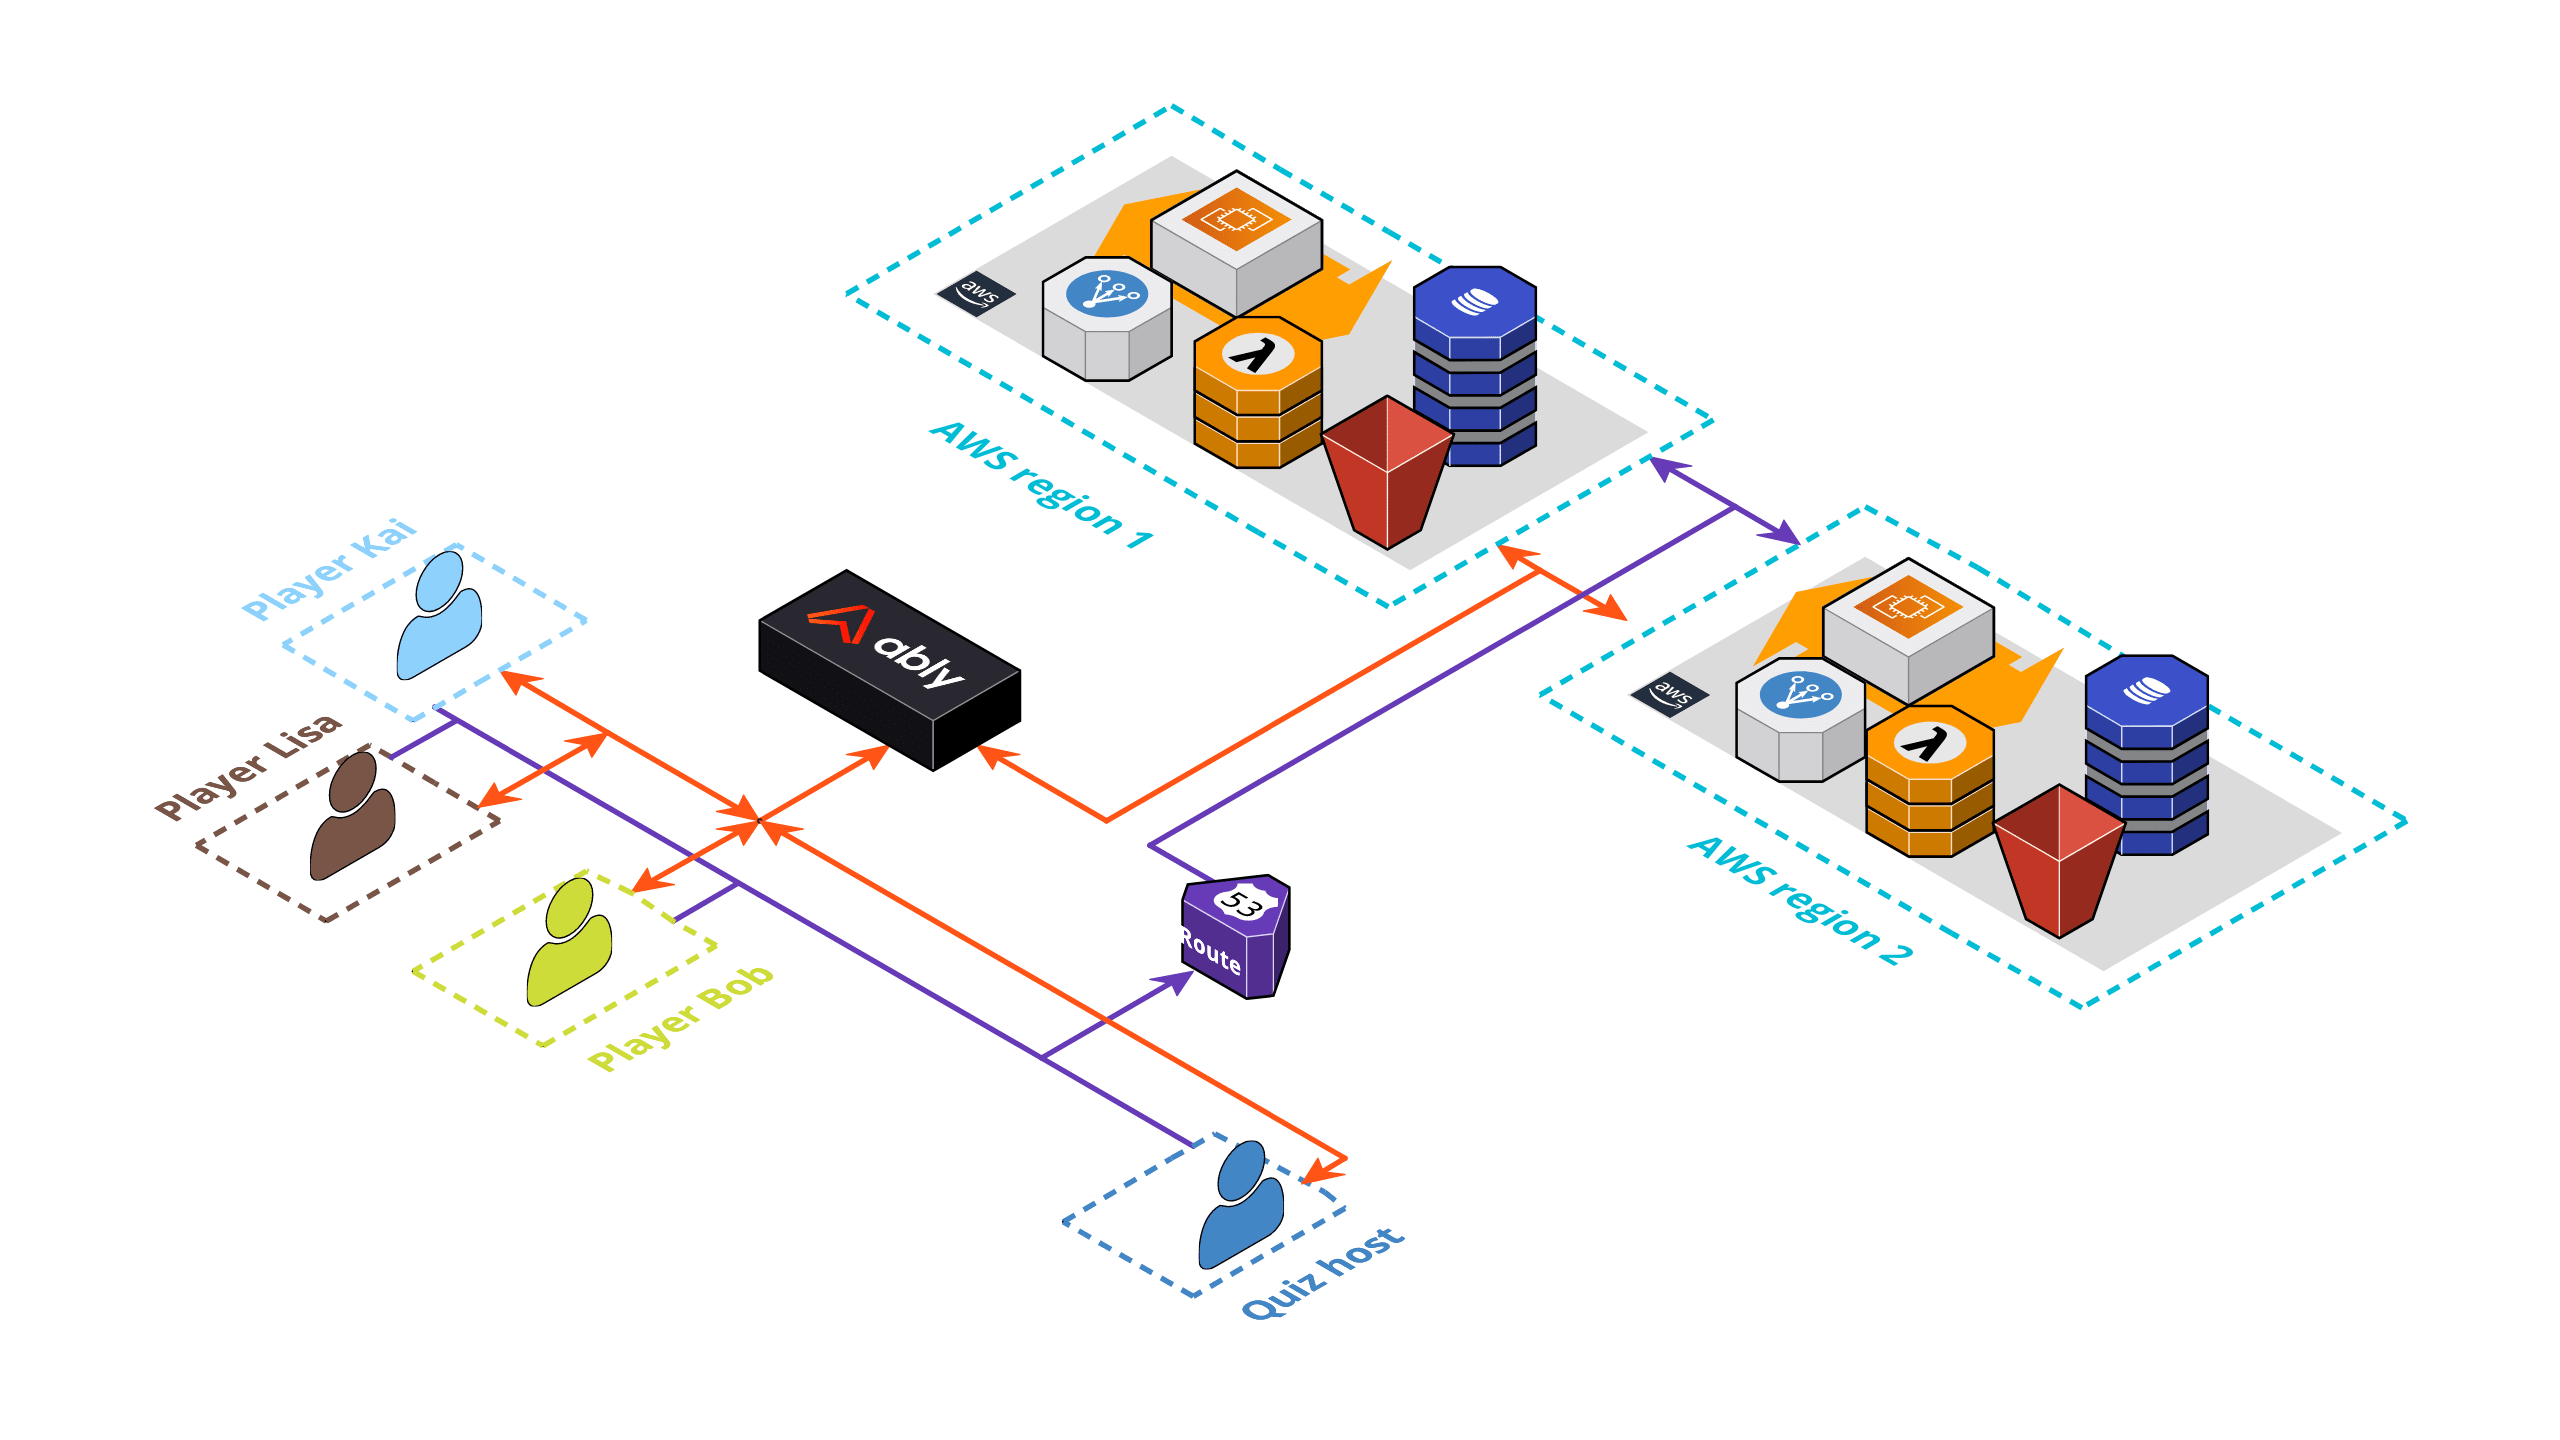 aws
AWS region 1
Player Kai
ably
Player Lisa
aws
AWS region 2
53
Route
Player Bob
Quiz host